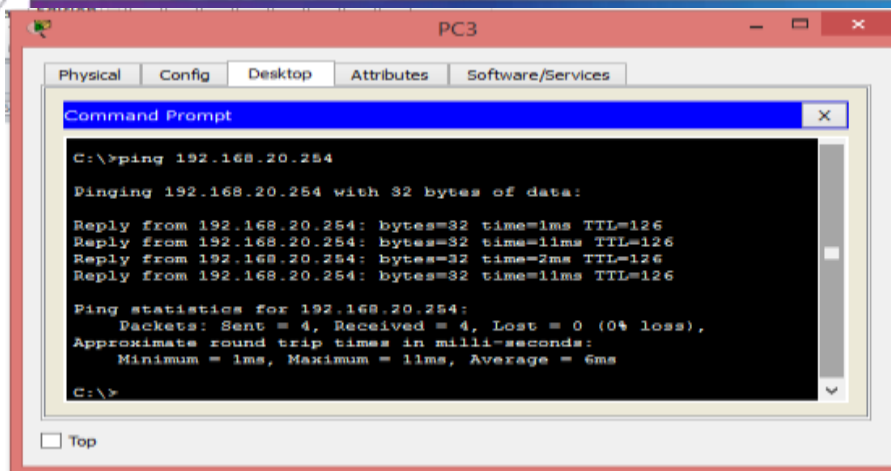 PC3
Physical Config Desktop Attributes Software/Services
Command Prompt X
C:\>ping 192.168.20.254
Pinging 192.168.20.254 with 32 bytes of data:
Reply from 192.168.20.254: bytes=32 time=1ms TTL=126
Reply from 192.168.20.254: bytes=32 time=11ms TTL=126
Reply from 192.168.20.254: bytes=32 time=2ms TTL=126
Reply from 192.168.20.254: bytes=32 time=11ms TTL=126
Ping statistics for 192.168.20.254:
Packets: Sent = 4, Received = 4, Lost = 0 (0% loss),
Approximate round trip times in milli-seconds:
Minimum = 1ms, Maximum = 11ms, Average = 6ms
C:\>
Top